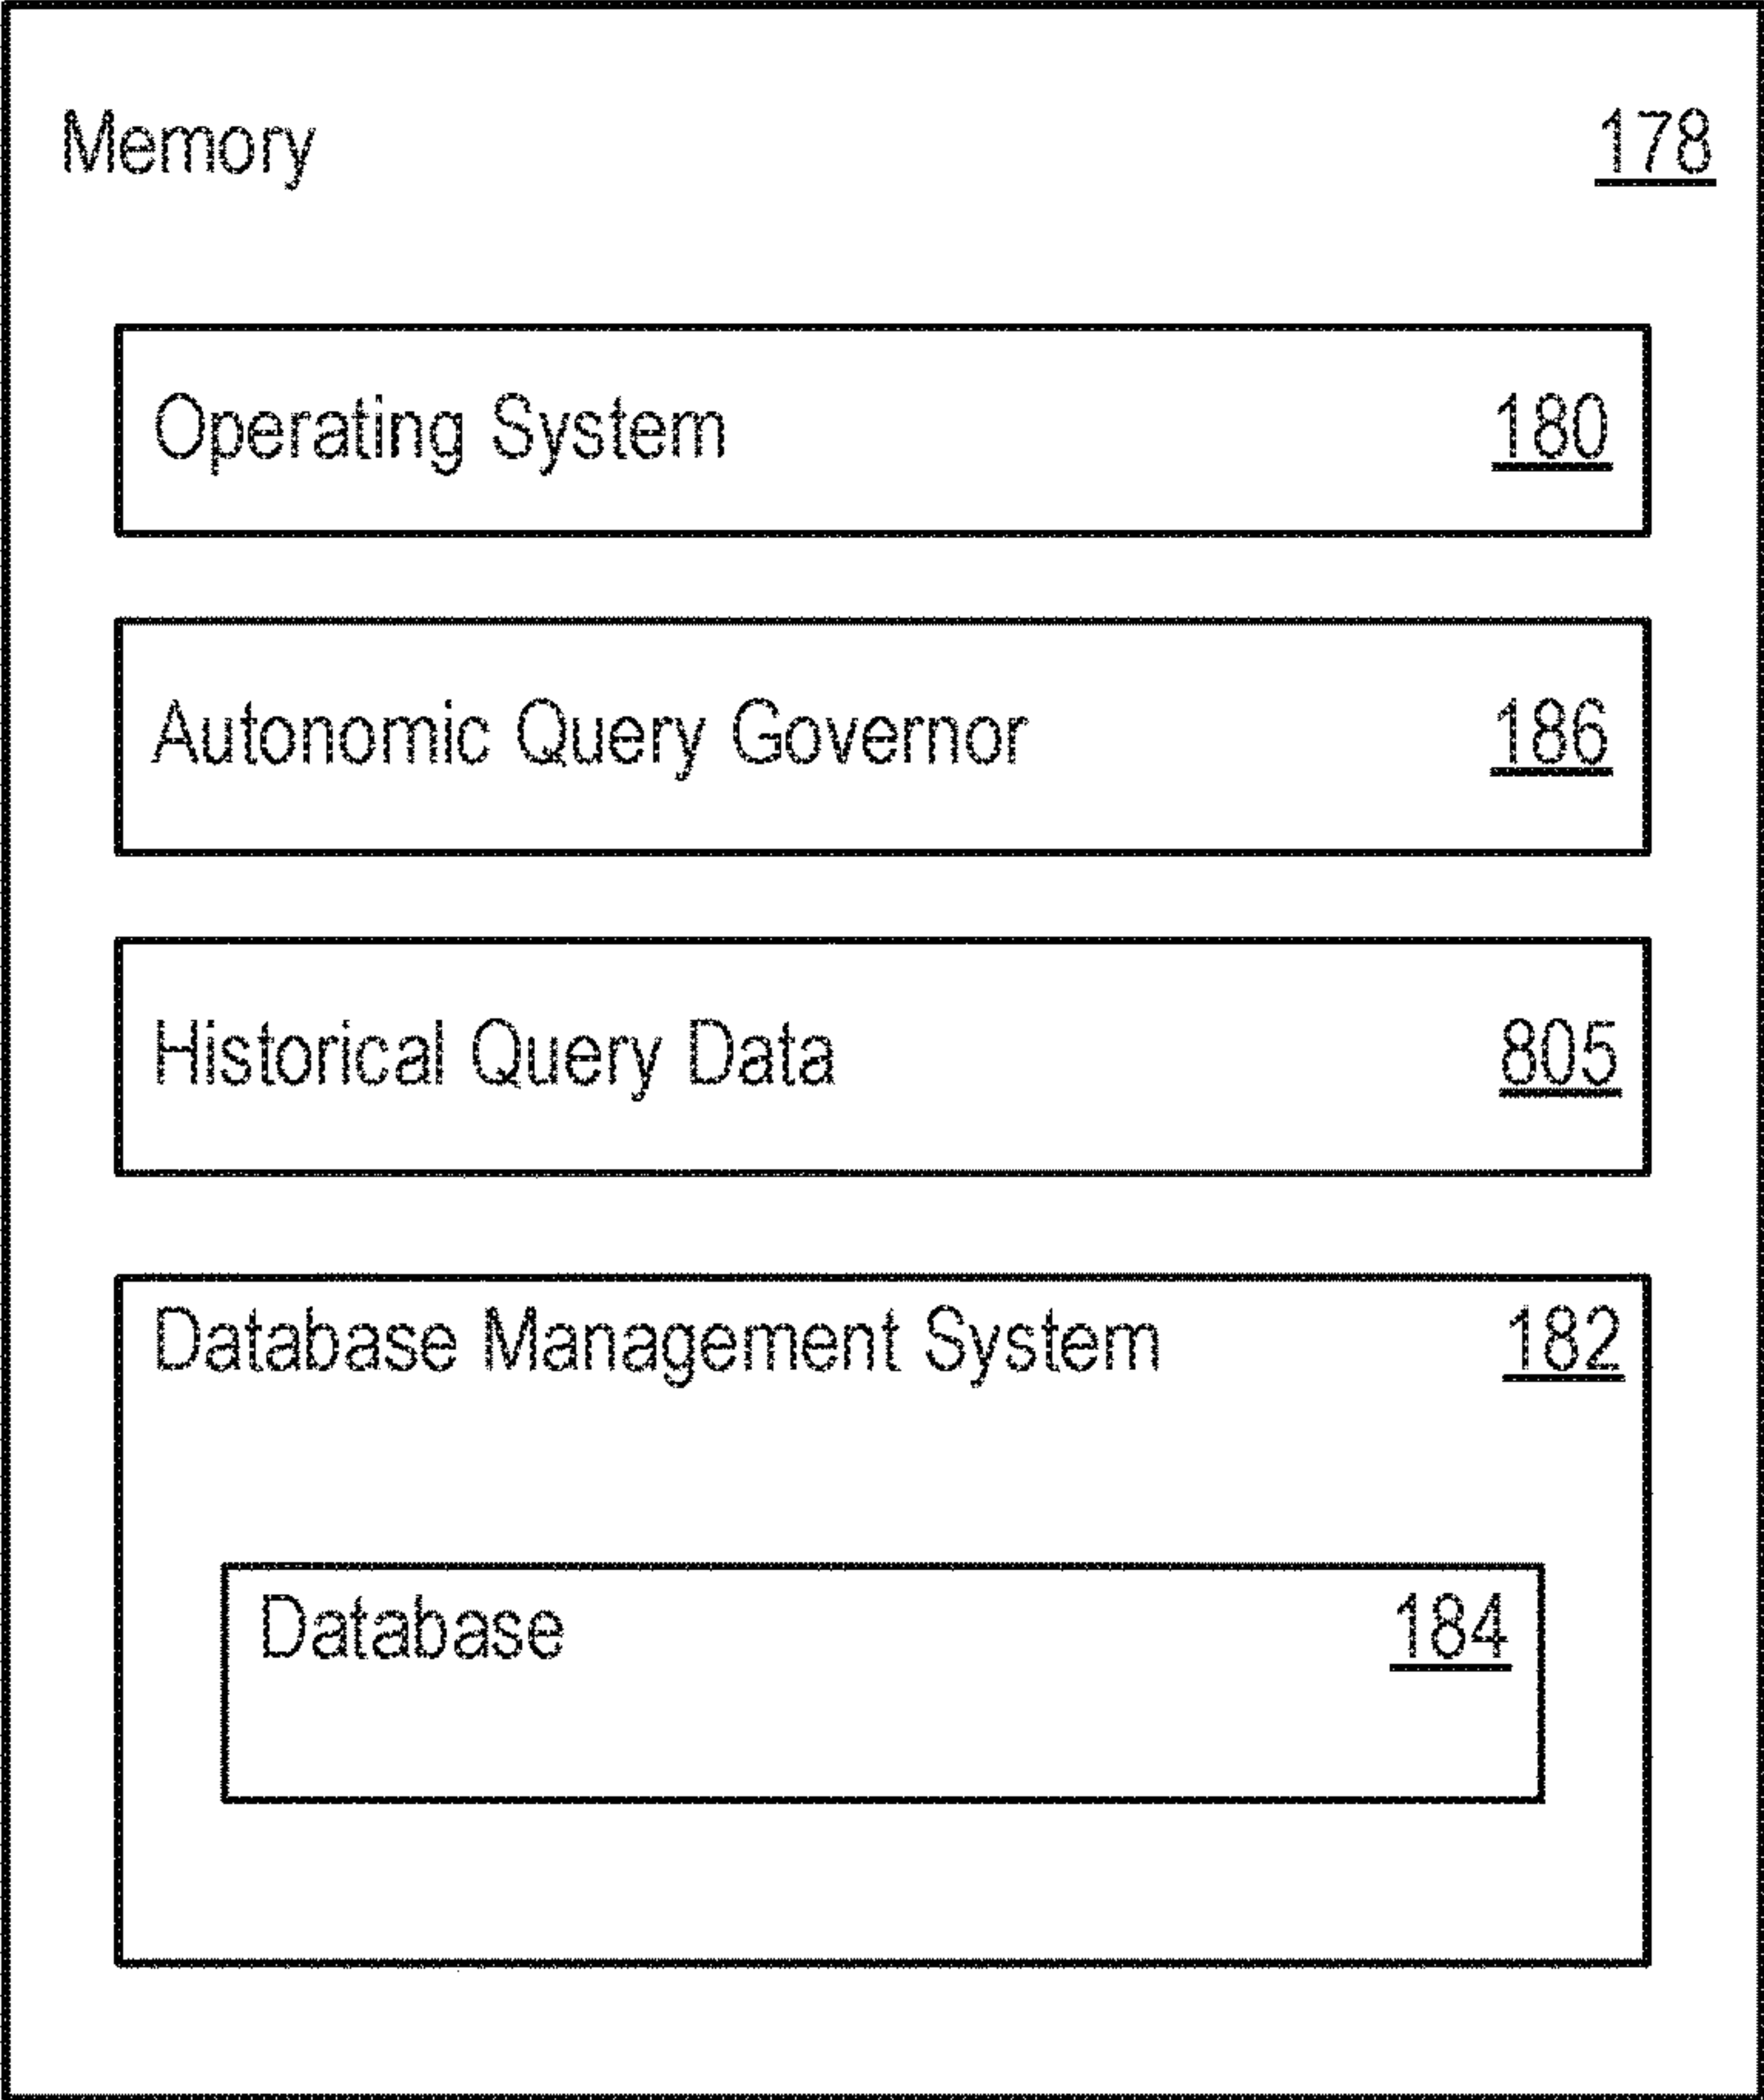 Memory 178
Operating System 180
Autonomic Query Governor 186
Historical Query Data 805
Database Management System 182
Database 184